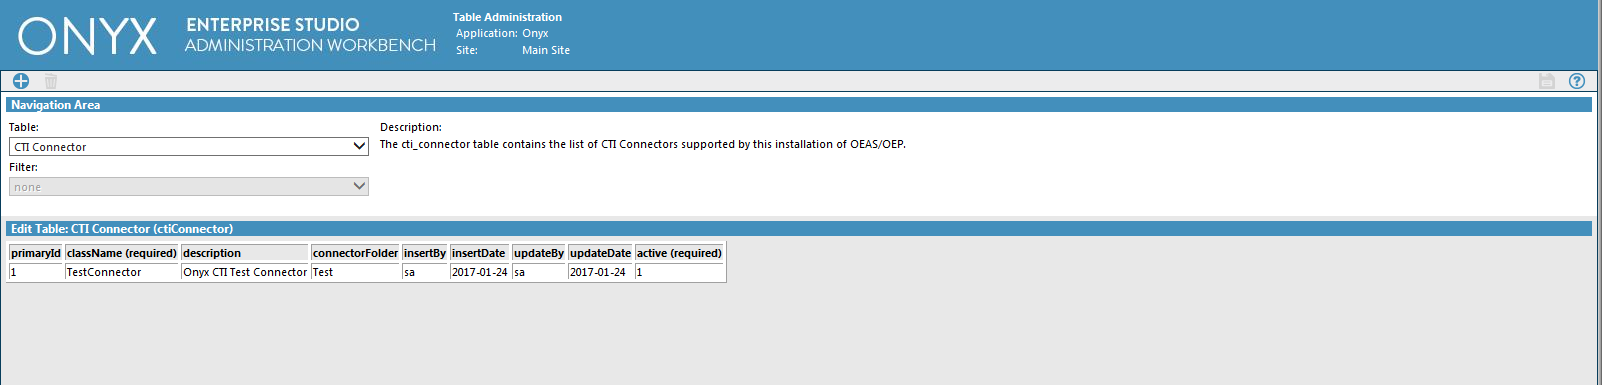 ONYX
ENTERPRISE STUDIO
ADMINISTRATION WORKBENCH
Table Administration
Application: Onyx
Site: Main Site
Navigation Area
Table:
CTI Connector
Description:
The cti_connector table contains the list of CTI Connectors supported by this installation of OEAS/OEP.
Filter:
none
Edit Table: CTI Connector (ctiConnector)
primaryId className (required) description connectorFolder insertBy insertDate updateBy updateDate active (required)
1 TestConnector Onyx CTI Test Connector Test sa 2017-01-24 sa 2017-01-24 1